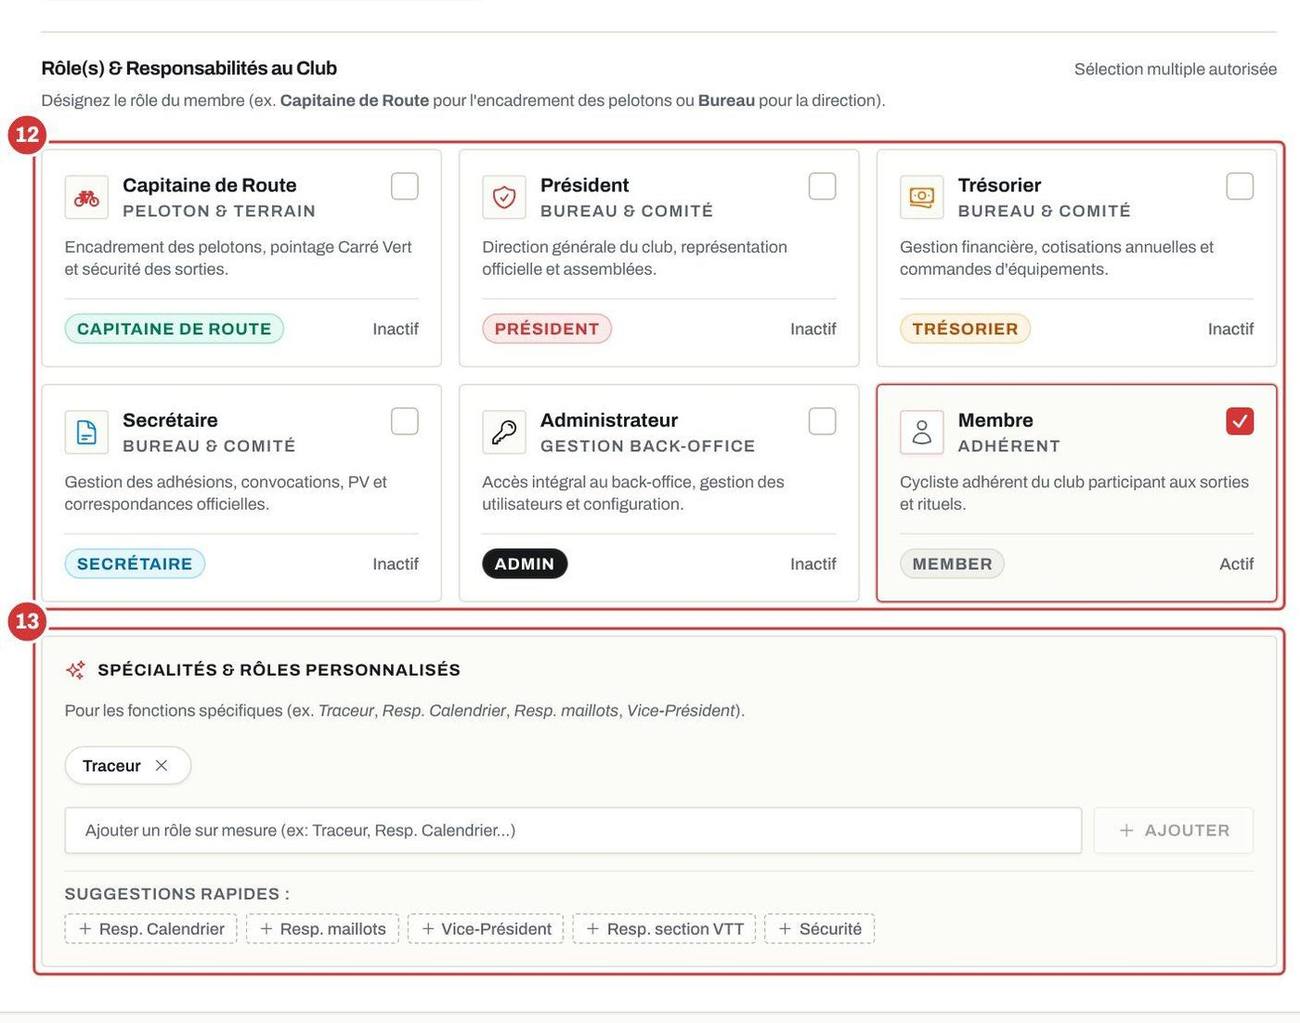 Rôle(s) & Responsabilités au Club
Sélection multiple autorisée
Désignez le rôle du membre (ex. Capitaine de Route pour l'encadrement des pelotons ou Bureau pour la direction).
12
Capitaine de Route
PELOTON & TERRAIN
Encadrement des pelotons, pointage Carré Vert
et sécurité des sorties.
CAPITAINE DE ROUTE
Inactif
Président
BUREAU & COMITÉ
Direction générale du club, représentation
officielle et assemblées.
PRÉSIDENT
Inactif
Trésorier
BUREAU & COMITÉ
Gestion financière, cotisations annuelles et
commandes d'équipements.
TRÉSORIER
Inactif
Secrétaire
BUREAU & COMITÉ
Gestion des adhésions, convocations, PV et
correspondances officielles.
SECRÉTAIRE
Inactif
Administrateur
GESTION BACK-OFFICE
Accès intégral au back-office, gestion des
utilisateurs et configuration.
ADMIN
Inactif
Membre
ADHÉRENT
Cycliste adhérent du club participant aux sorties
et rituels.
MEMBER
Actif
13
SPÉCIALITÉS & RÔLES PERSONNALISÉS
Pour les fonctions spécifiques (ex. Traceur, Resp. Calendrier, Resp. maillots, Vice-Président).
Traceur ×
Ajouter un rôle sur mesure (ex: Traceur, Resp. Calendrier...)
+ AJOUTER
SUGGESTIONS RAPIDES :
+ Resp. Calendrier
+ Resp. maillots
+ Vice-Président
+ Resp. section VTT
+ Sécurité